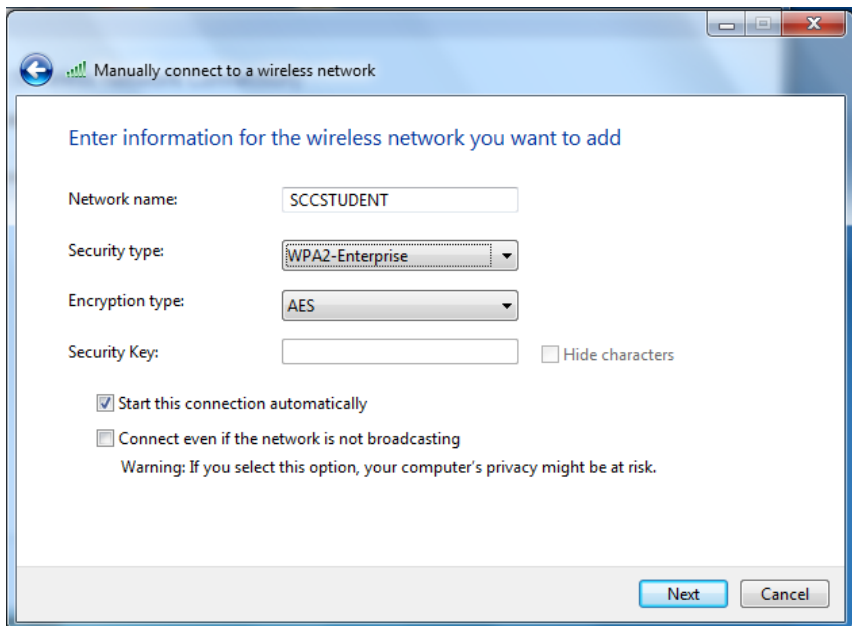 Manually connect to a wireless network
Enter information for the wireless network you want to add
Network name: SCCSTUDENT
Security type: WPA2-Enterprise
Encryption type: AES
Security Key: Hide characters
Start this connection automatically
Connect even if the network is not broadcasting
Warning: If you select this option, your computer's privacy might be at risk.
Next Cancel